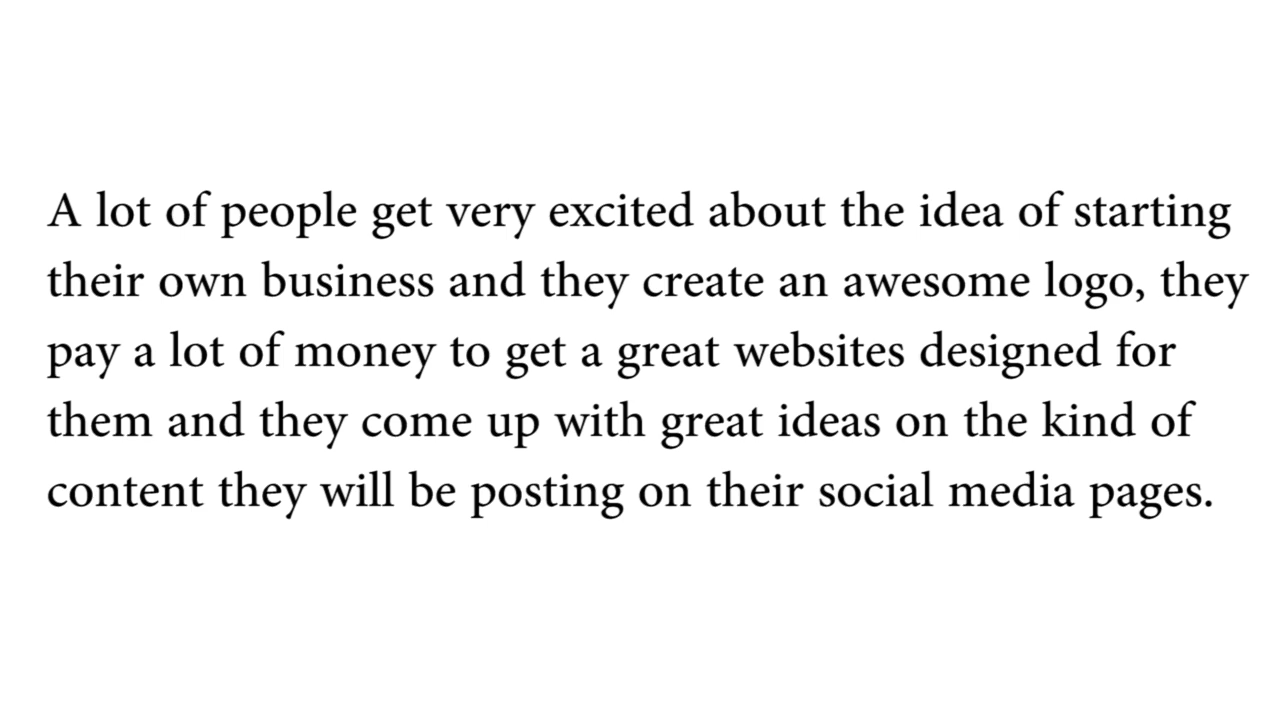 A lot of people get very excited about the idea of starting
their own business and they create an awesome logo, they
pay a lot of money to get a great websites designed for
them and they come up with great ideas on the kind of
content they will be posting on their social media pages.